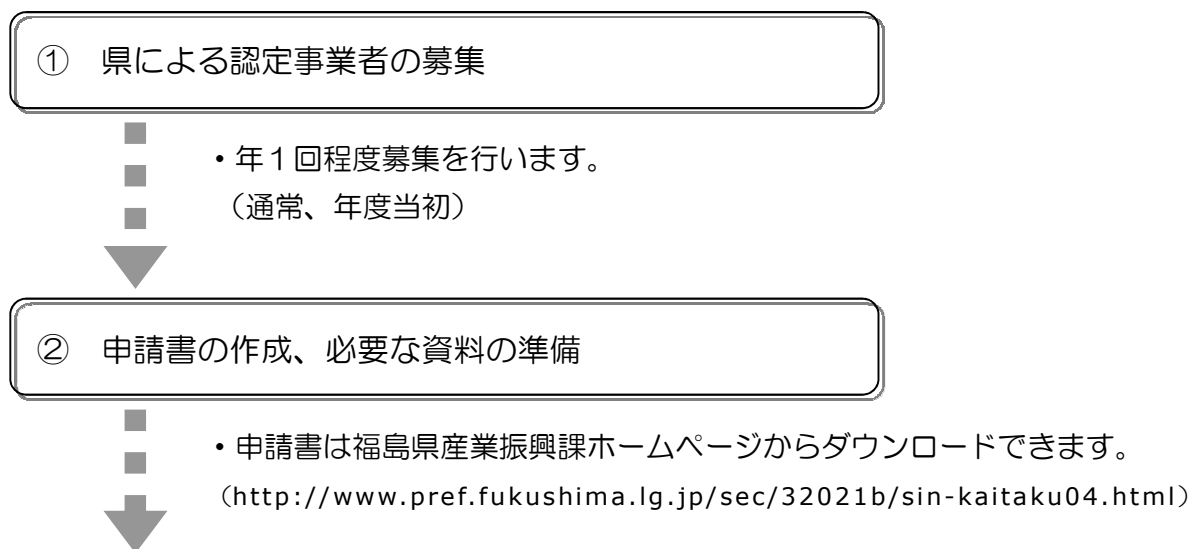 ① 県による認定事業者の募集
・年１回程度募集を行います。
（通常、年度当初）
② 申請書の作成、必要な資料の準備
・申請書は福島県産業振興課ホームページからダウンロードできます。
（http://www.pref.fukushima.lg.jp/sec/32021b/sin-kaitaku04.html）